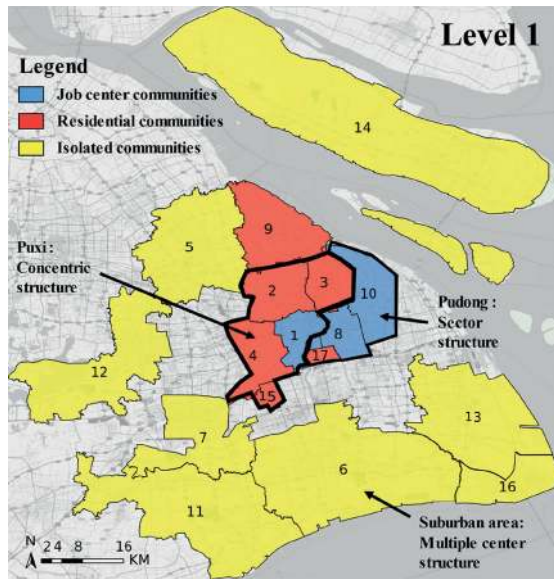 Level 1
Legend
Job center communities
Residential communities
Isolated communities
14
9
5
Puxi :
Concentric
structure
2
3
10
Pudong :
Sector
structure
1
8
4
17
12
15
13
7
6
16
11
Suburban area:
Multiple center
structure
N
2 4 8 16
KM